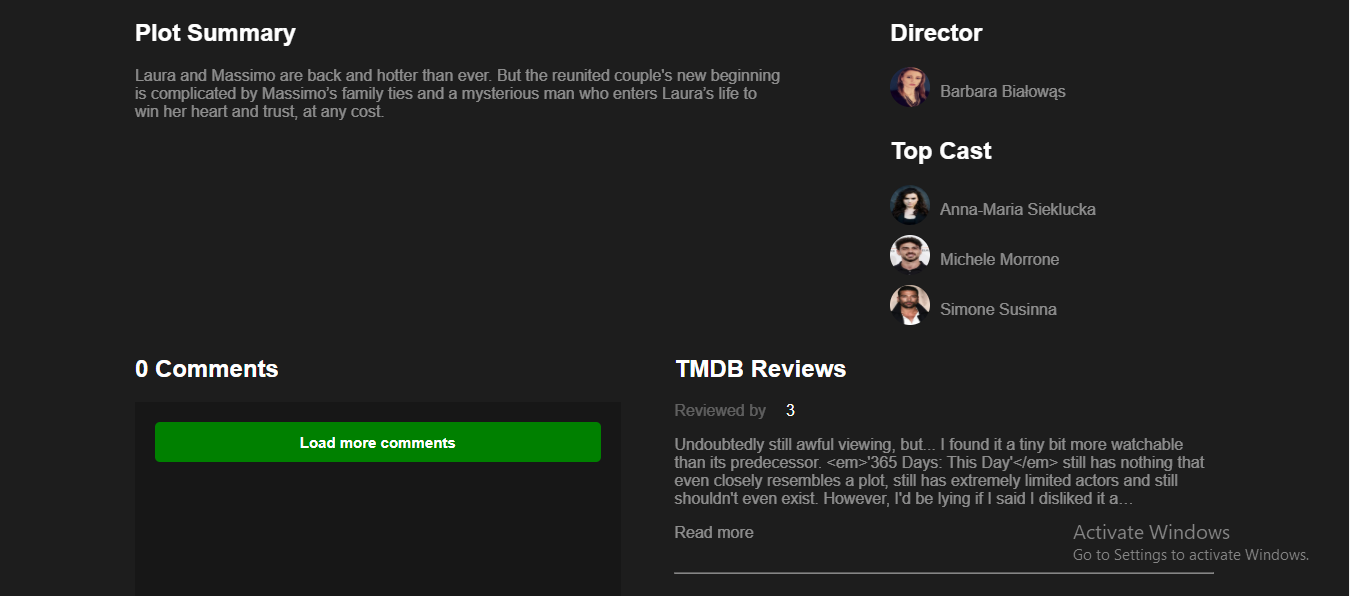 Plot Summary
Laura and Massimo are back and hotter than ever. But the reunited couple's new beginning
is complicated by Massimo’s family ties and a mysterious man who enters Laura’s life to
win her heart and trust, at any cost.
Director
Barbara Białowąs
Top Cast
Anna-Maria Sieklucka
Michele Morrone
Simone Susinna
0 Comments
Load more comments
TMDB Reviews
Reviewed by 3
Undoubtedly still awful viewing, but... I found it a tiny bit more watchable
than its predecessor. <em>'365 Days: This Day'</em> still has nothing that
even closely resembles a plot, still has extremely limited actors and still
shouldn't even exist. However, I'd be lying if I said I disliked it a…
Read more
Activate Windows
Go to Settings to activate Windows.